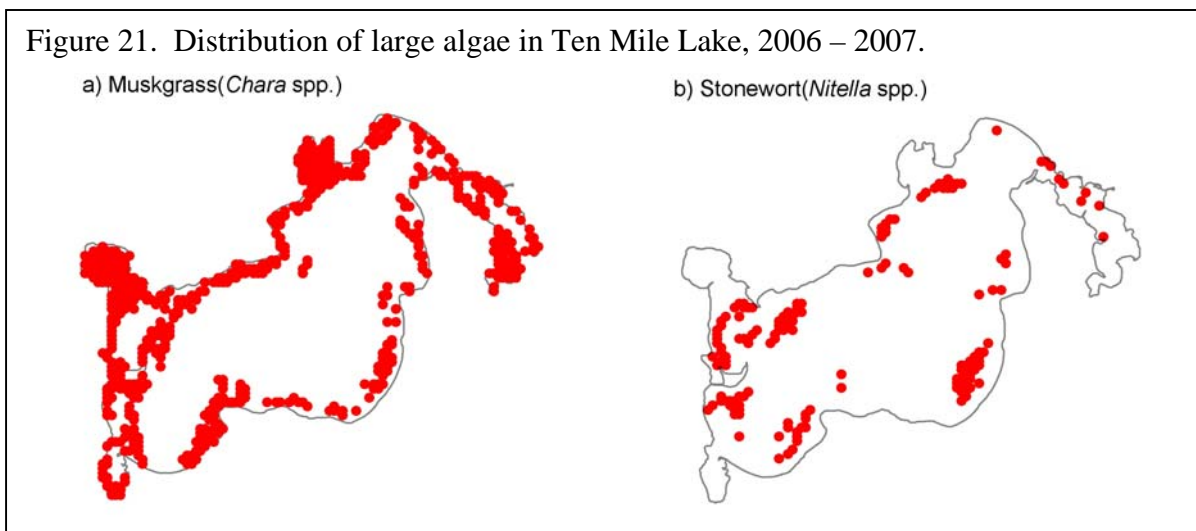 Figure 21.  Distribution of large algae in Ten Mile Lake, 2006 – 2007.
a) Muskgrass(Chara spp.)
b) Stonewort(Nitella spp.)